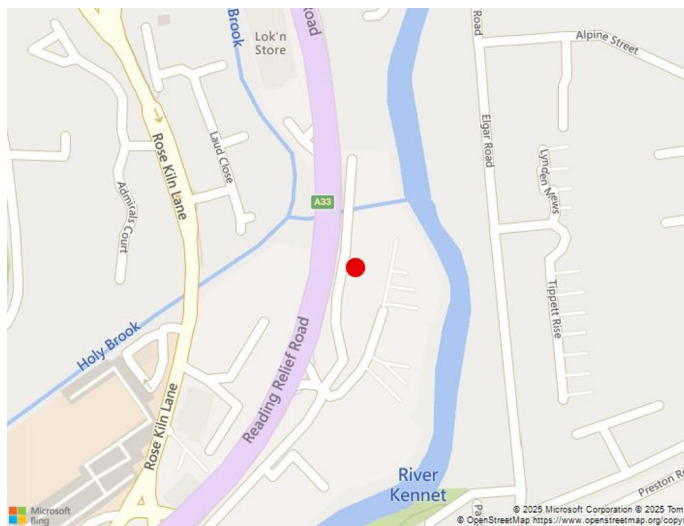 Brook
Lok'n
Store
Road
Road
Alpine Street
Rose Kiln Lane
Laud Close
Elgar Road
Lynden Mews
Admirals Court
A33
Tippett Rise
Holy Brook
Reading Relief Road
Rose Kiln Lane
River
Kennet
Preston Ro
Pa
Microsoft
Bing
© 2025 Microsoft Corporation © 2025 Tom
© OpenStreetMap https://www.openstreetmap.org/copy